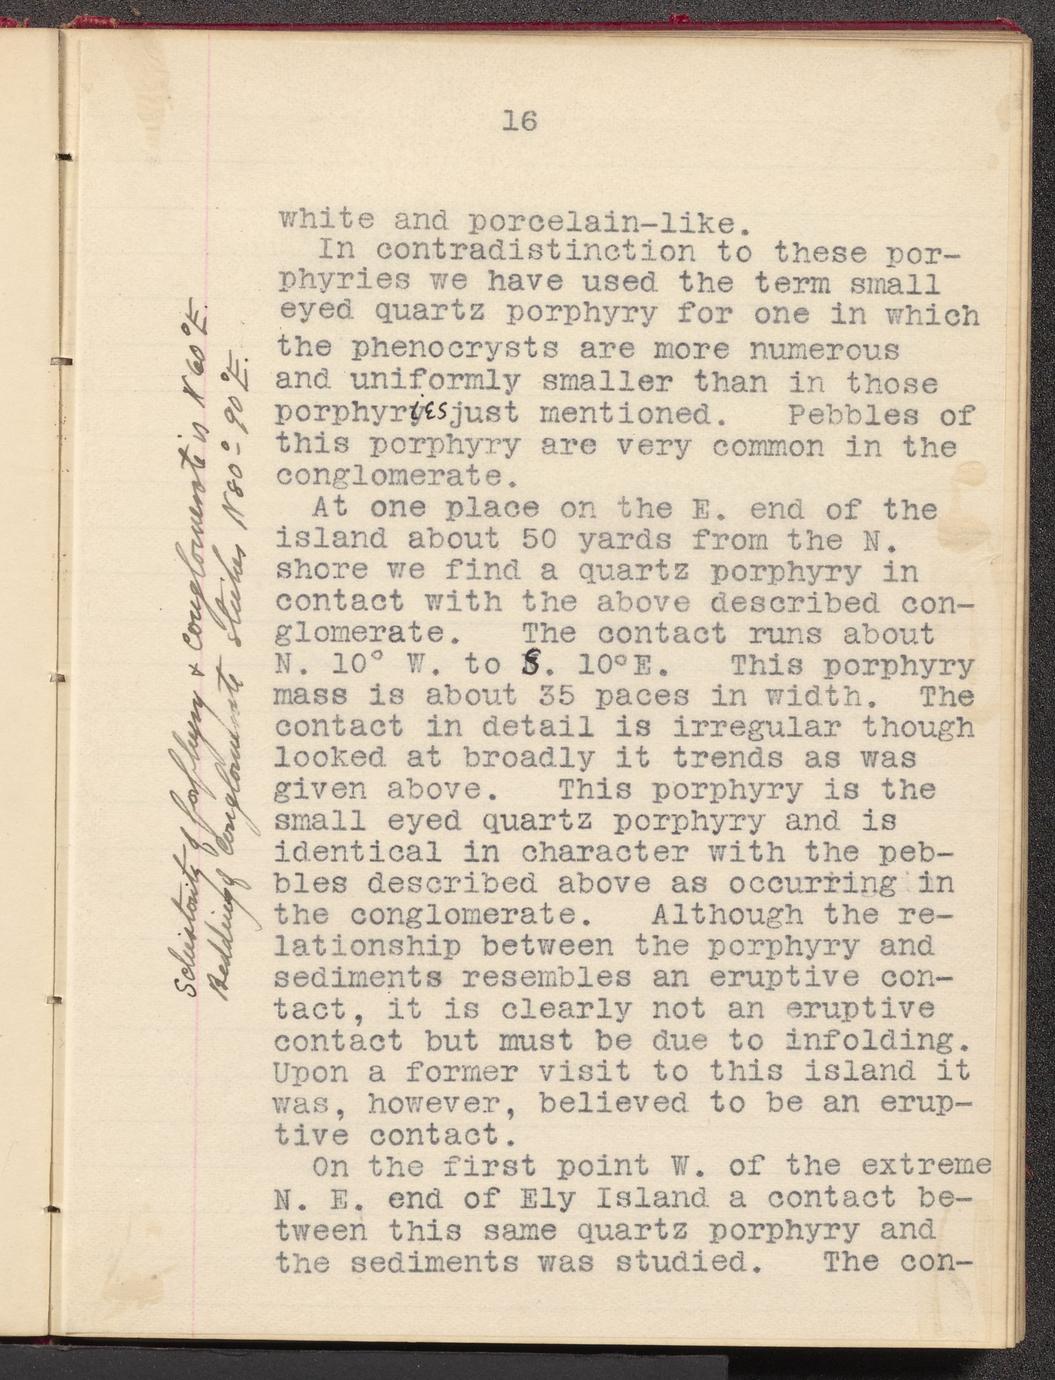 16
white and porcelain-like.
In contradistinction to these por-
phyries we have used the term small
eyed quartz porphyry for one in which
the phenocrysts are more numerous
and uniformly smaller than in those
porphyries just mentioned. Pebbles of
this porphyry are very common in the
conglomerate.
At one place on the E. end of the
island about 50 yards from the N.
shore we find a quartz porphyry in
contact with the above described con-
glomerate. The contact runs about
N. 10° W. to S. 10° E. This porphyry
mass is about 35 paces in width. The
contact in detail is irregular though
looked at broadly it trends as was
given above. This porphyry is the
small eyed quartz porphyry and is
identical in character with the peb-
bles described above as occurring in
the conglomerate. Although the re-
lationship between the porphyry and
sediments resembles an eruptive con-
tact, it is clearly not an eruptive
contact but must be due to infolding.
Upon a former visit to this island it
was, however, believed to be an erup-
tive contact.
On the first point W. of the extreme
N. E. end of Ely Island a contact be-
tween this same quartz porphyry and
the sediments was studied. The con-
Schistosity of porphyry & conglomerate is N 60° E.
Bedding of conglomerate strikes N 80°-90° E.